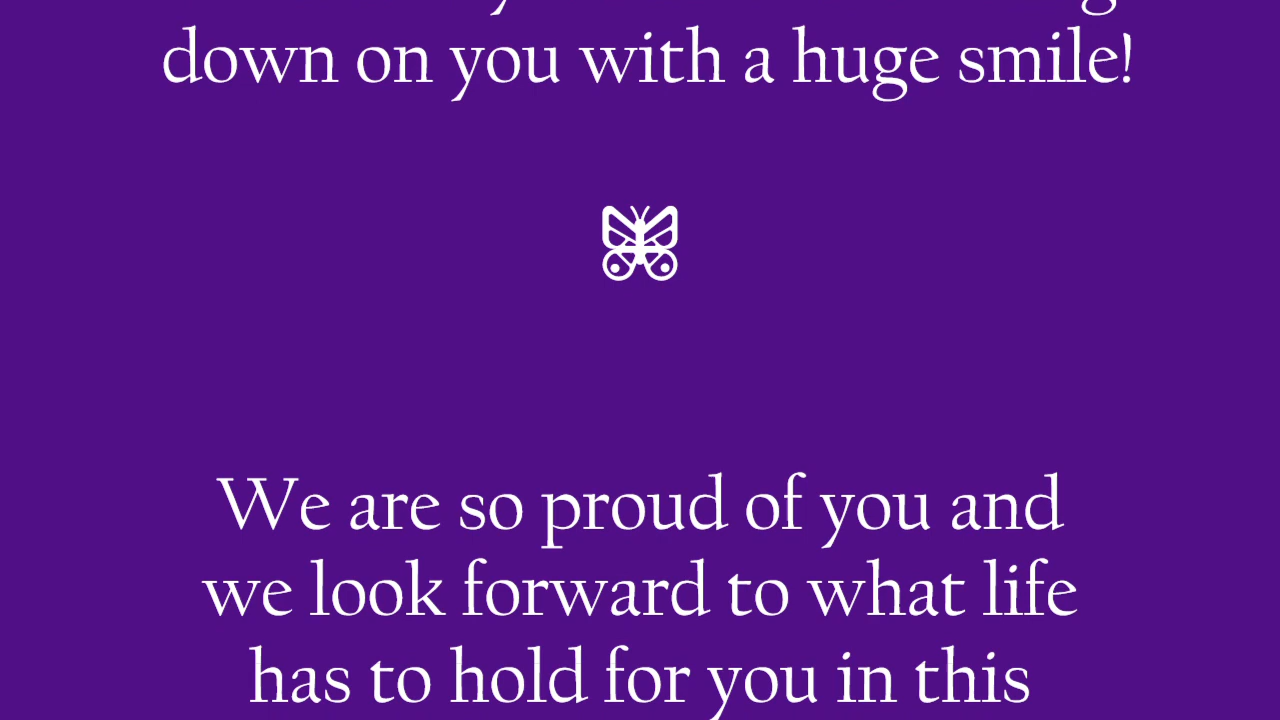 down on you with a huge smile!
We are so proud of you and
we look forward to what life
has to hold for you in this